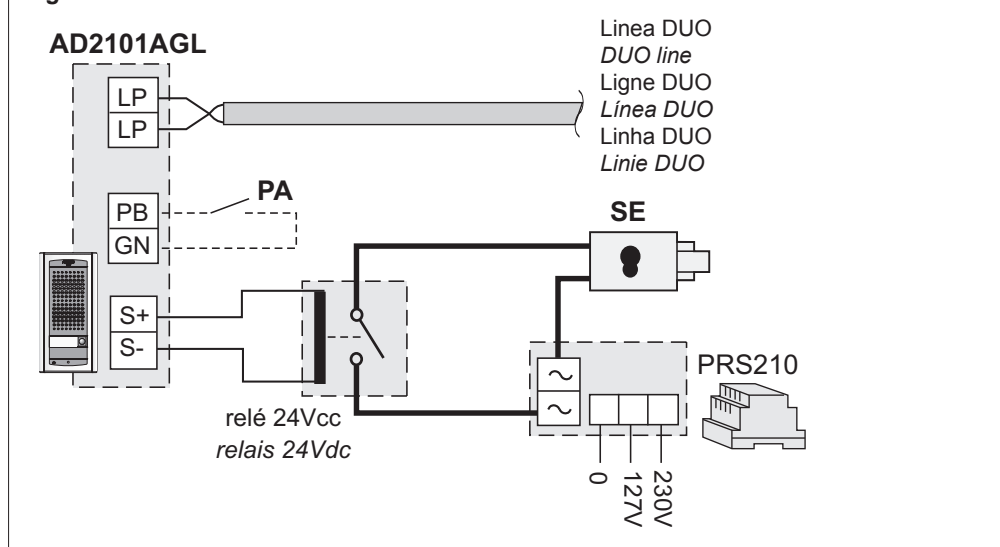 AD2101AGL
LP
LP
Linea DUO
DUO line
Ligne DUO
Línea DUO
Linha DUO
Linie DUO
PB
GN
PA
SE
S+
S-
relé 24Vcc
relais 24Vdc
PRS210
~
~
0
127V
230V